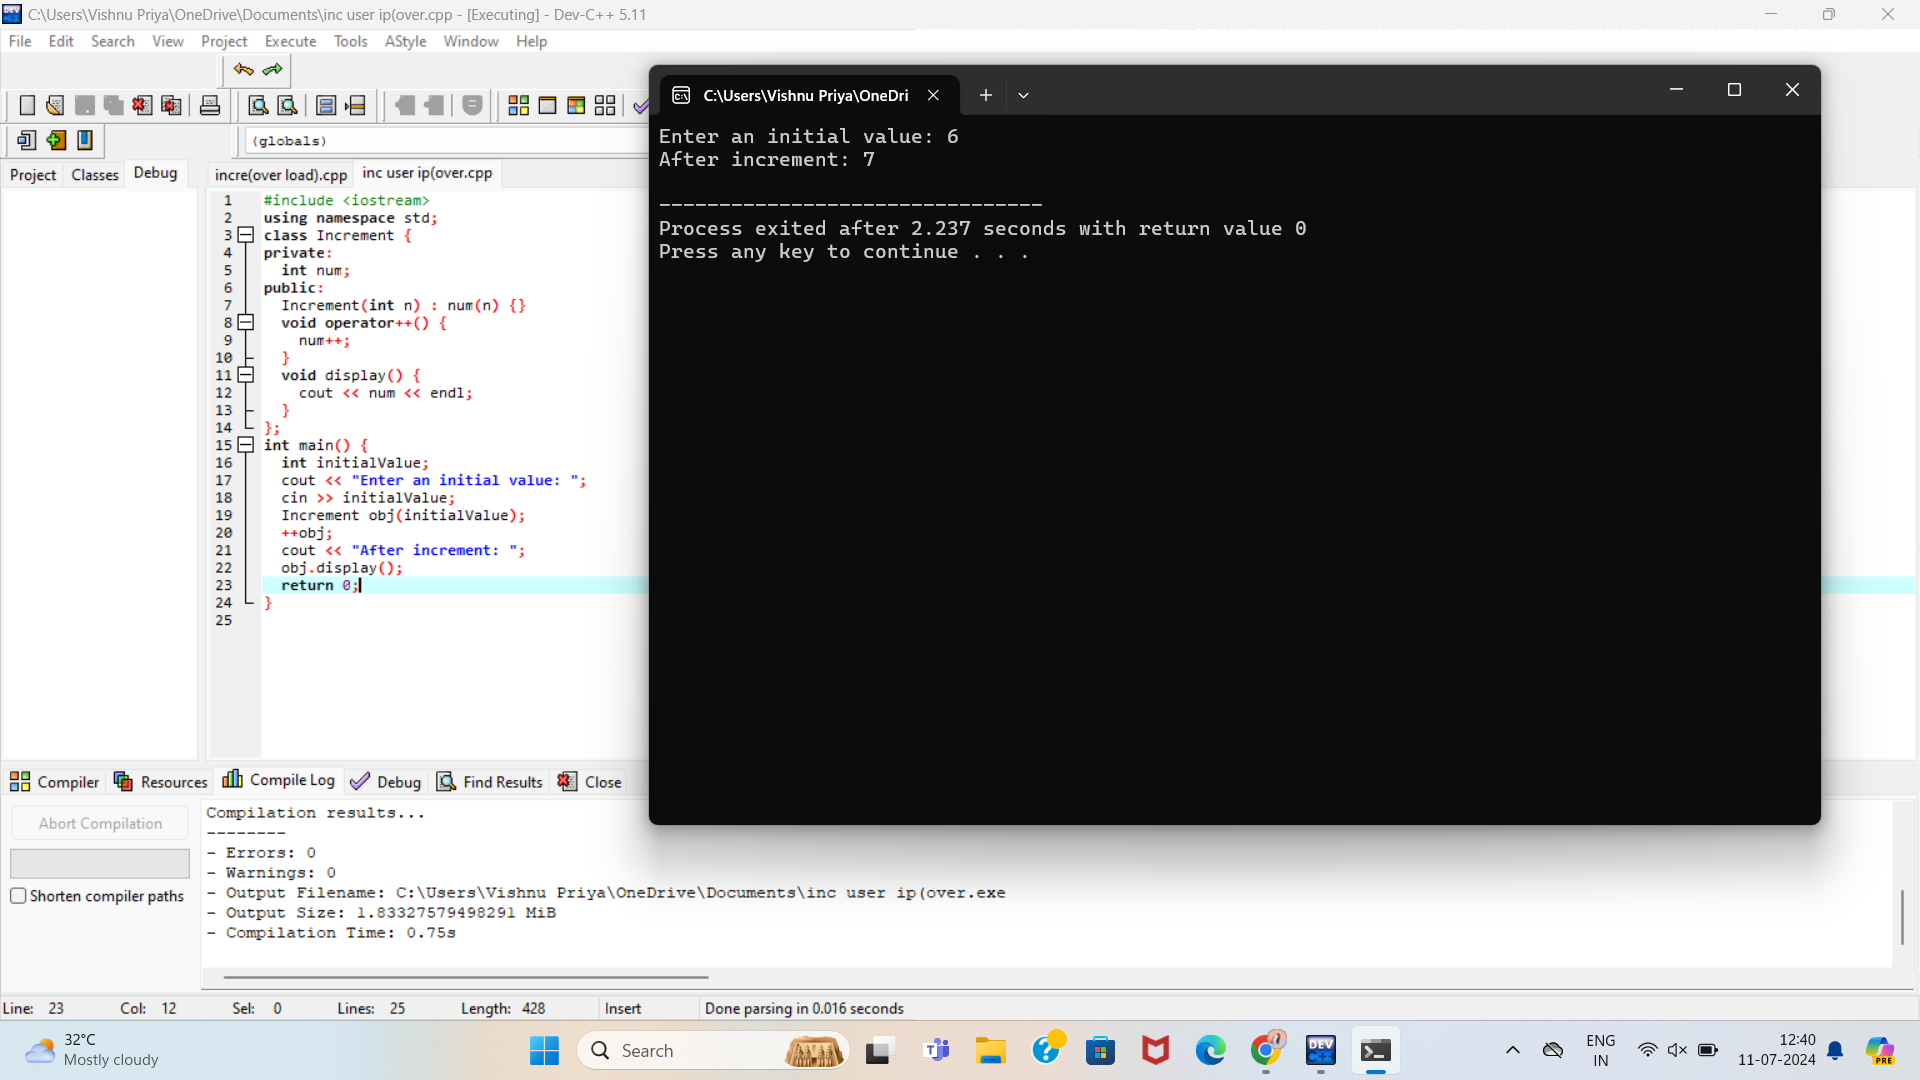 C:\Users\Vishnu Priya\OneDrive\Documents\inc user ip(over.cpp - [Executing] - Dev-C++ 5.11
File Edit Search View Project Execute Tools AStyle Window Help
(globals)
Project Classes Debug
incre(over load).cpp inc user ip(over.cpp
1 #include <iostream>
2 using namespace std;
3 class Increment {
4 private:
5 int num;
6 public:
7 Increment(int n) : num(n) {}
8 void operator++() {
9 num++;
10 }
11 void display() {
12 cout << num << endl;
13 }
14 };
15 int main() {
16 int initialValue;
17 cout << "Enter an initial value: ";
18 cin >> initialValue;
19 Increment obj(initialValue);
20 ++obj;
21 cout << "After increment: ";
22 obj.display();
23 return 0;
24 }
25
C:\Users\Vishnu Priya\OneDri
Enter an initial value: 6
After increment: 7
--------------------------------
Process exited after 2.237 seconds with return value 0
Press any key to continue . . .
Compiler Resources Compile Log Debug Find Results Close
Abort Compilation
Shorten compiler paths
Compilation results...
--------
- Errors: 0
- Warnings: 0
- Output Filename: C:\Users\Vishnu Priya\OneDrive\Documents\inc user ip(over.exe
- Output Size: 1.83327579498291 MiB
- Compilation Time: 0.75s
Line: 23 Col: 12 Sel: 0 Lines: 25 Length: 428 Insert Done parsing in 0.016 seconds
32°C
Mostly cloudy
Search
DEV
PRE
ENG
IN
12:40
11-07-2024